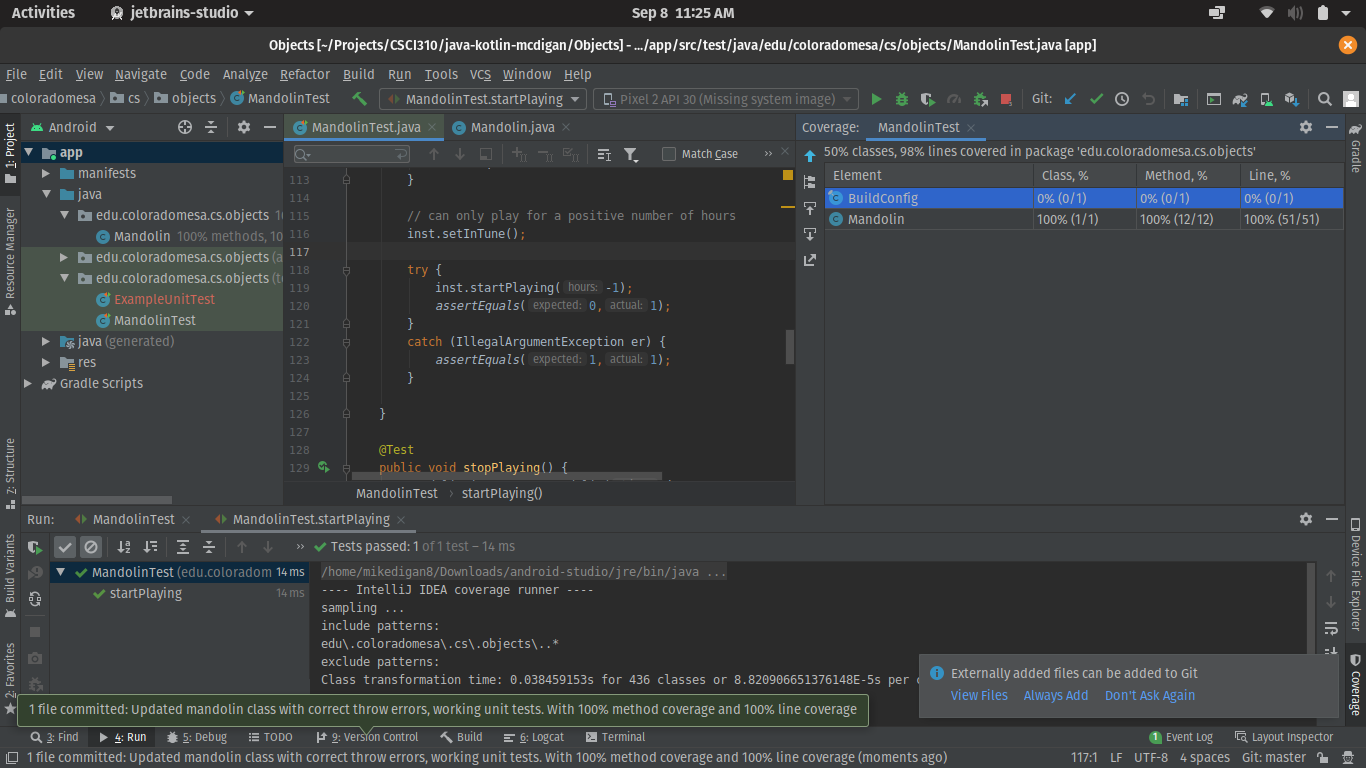 Activities
jetbrains-studio
Sep 8 11:25 AM
Objects [~/Projects/CSCI310/java-kotlin-mcdigan/Objects] - .../app/src/test/java/edu/coloradomesa/cs/objects/MandolinTest.java [app]
File Edit View Navigate Code Analyze Refactor Build Run Tools VCS Window Help
coloradomesa cs objects MandolinTest
MandolinTest.startPlaying
Pixel 2 API 30 (Missing system image)
Git:
1: Project
Resource Manager
7: Structure
Build Variants
2: Favorites
Android
app
manifests
java
edu.coloradomesa.cs.objects
Mandolin 100% methods, 10
edu.coloradomesa.cs.objects (a
edu.coloradomesa.cs.objects (t
ExampleUnitTest
MandolinTest
java (generated)
res
Gradle Scripts
MandolinTest.java
Mandolin.java
Match Case
113 }
114
115 // can only play for a positive number of hours
116 inst.setInTune();
117
118 try {
119 inst.startPlaying( hours: -1);
120 assertEquals( expected: 0, actual: 1);
121 }
122 catch (IllegalArgumentException er) {
123 assertEquals( expected: 1, actual: 1);
124 }
125
126 }
127
128 @Test
129 public void stopPlaying() {
MandolinTest › startPlaying()
Coverage: MandolinTest
50% classes, 98% lines covered in package 'edu.coloradomesa.cs.objects'
Element Class, % Method, % Line, %
BuildConfig 0% (0/1) 0% (0/1) 0% (0/1)
Mandolin 100% (1/1) 100% (12/12) 100% (51/51)
Gradle
Device File Explorer
Coverage
Run: MandolinTest MandolinTest.startPlaying
Tests passed: 1 of 1 test – 14 ms
MandolinTest (edu.coloradom 14 ms
startPlaying 14 ms
/home/mikedigan8/Downloads/android-studio/jre/bin/java ...
---- IntelliJ IDEA coverage runner ----
sampling ...
include patterns:
edu\.coloradomesa\.cs\.objects\..*
exclude patterns:
Class transformation time: 0.038459153s for 436 classes or 8.820906651376148E-5s per c
Externally added files can be added to Git
View Files Always Add Don't Ask Again
1 file committed: Updated mandolin class with correct throw errors, working unit tests. With 100% method coverage and 100% line coverage
3: Find 4: Run 5: Debug TODO 9: Version Control Build 6: Logcat Terminal 1 Event Log Layout Inspector
1 file committed: Updated mandolin class with correct throw errors, working unit tests. With 100% method coverage and 100% line coverage (moments ago) 117:1 LF UTF-8 4 spaces Git: master